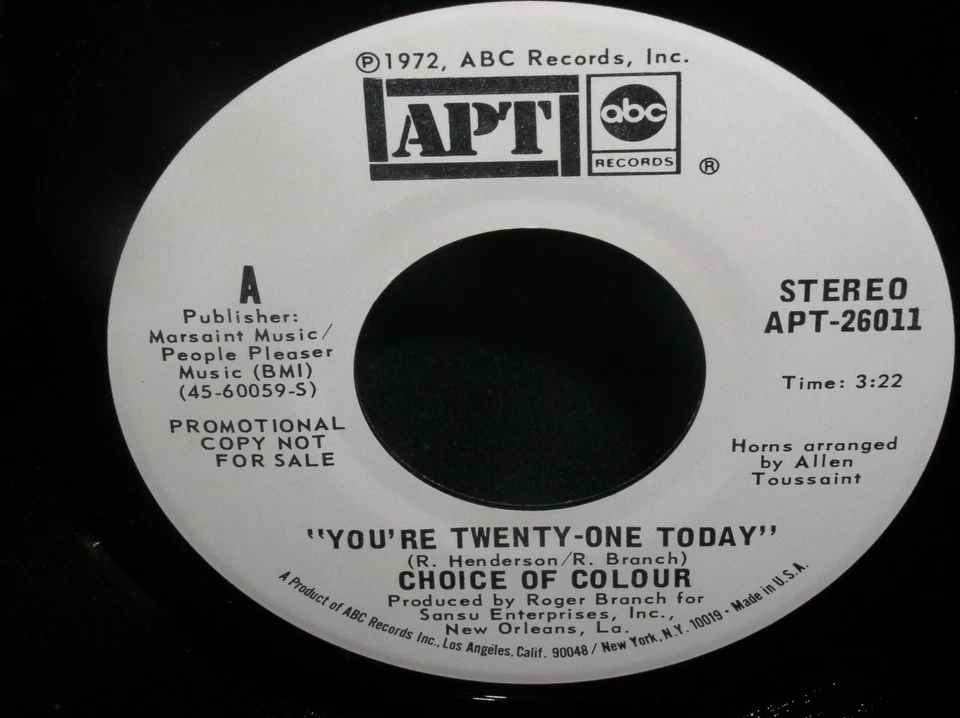 ℗1972, ABC Records, Inc.
APT
abc
RECORDS ®
A
Publisher:
Marsaint Music/
People Pleaser
Music (BMI)
(45-60059-S)
PROMOTIONAL
COPY NOT
FOR SALE
STEREO
APT-26011
Time: 3:22
Horns arranged
by Allen
Toussaint
"YOU'RE TWENTY-ONE TODAY"
(R. Henderson/R. Branch)
CHOICE OF COLOUR
Produced by Roger Branch for
Sansu Enterprises, Inc.,
New Orleans, La.
A Product of ABC Records Inc., Los Angeles, Calif. 90048 / New York, N.Y. 10019 · Made in U.S.A.